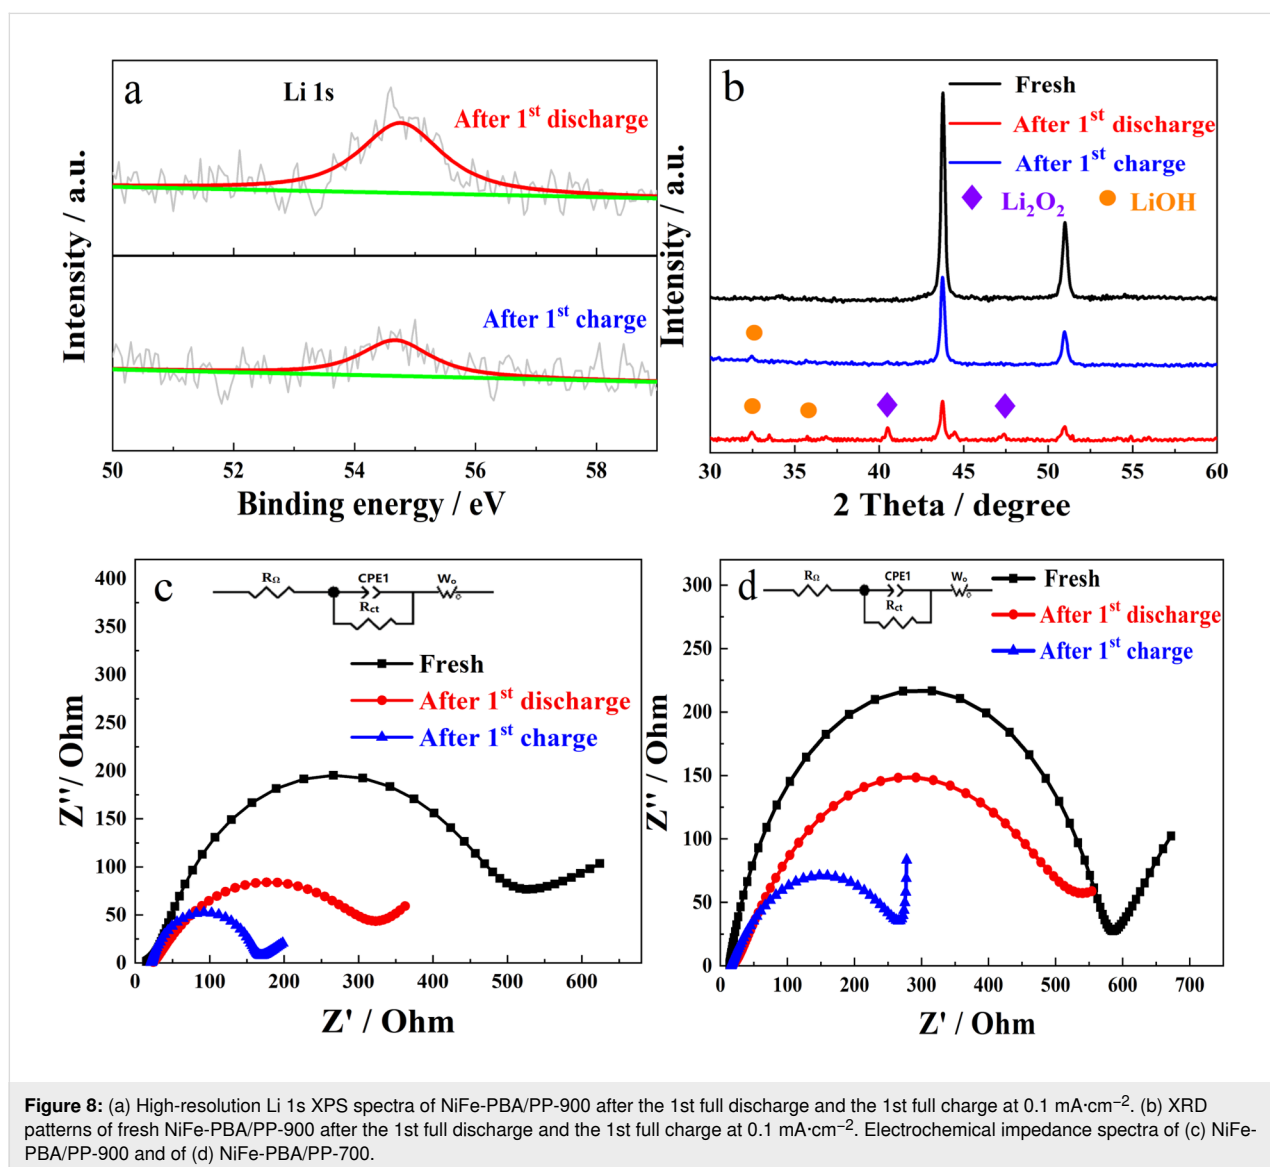 a
Li 1s
After 1st discharge
After 1st charge
Intensity / a.u.
50 52 54 56 58
Binding energy / eV
b
Fresh
After 1st discharge
After 1st charge
Li2O2 LiOH
Intensity / a.u.
30 35 40 45 50 55 60
2 Theta / degree
c
RΩ CPE1 Wo
Rct
Fresh
After 1st discharge
After 1st charge
400
350
300
250
200
150
100
50
0
Z''/ Ohm
0 100 200 300 400 500 600
Z' / Ohm
d
RΩ CPE1 Wo
Rct
Fresh
After 1st discharge
After 1st charge
300
250
200
150
100
50
0
Z'' / Ohm
0 100 200 300 400 500 600 700
Z' / Ohm
Figure 8: (a) High-resolution Li 1s XPS spectra of NiFe-PBA/PP-900 after the 1st full discharge and the 1st full charge at 0.1 mA·cm−2. (b) XRD
patterns of fresh NiFe-PBA/PP-900 after the 1st full discharge and the 1st full charge at 0.1 mA·cm−2. Electrochemical impedance spectra of (c) NiFe-
PBA/PP-900 and of (d) NiFe-PBA/PP-700.